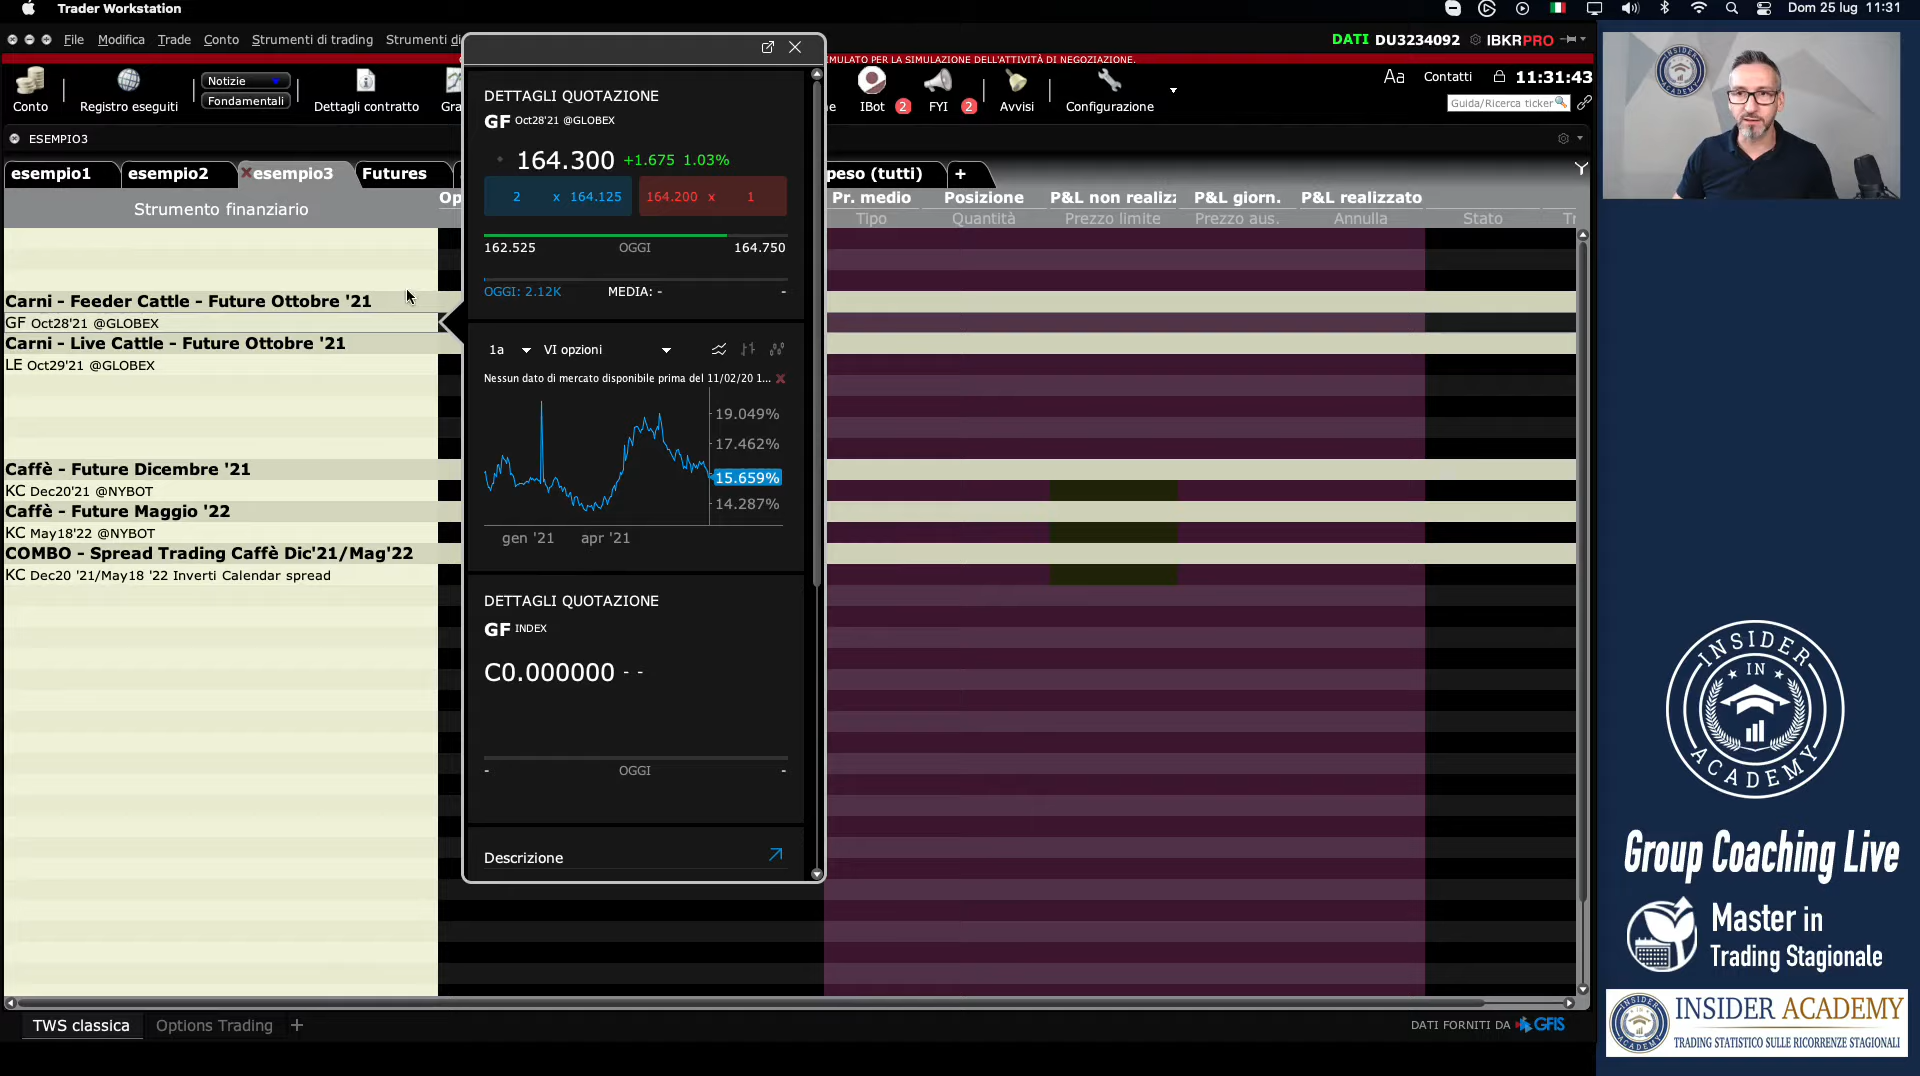 Trader Workstation
Dom 25 lug 11:31
File Modifica Trade Conto Strumenti di trading Strumenti di
DATI DU3234092 IBKRPRO
IMULATO PER LA SIMULAZIONE DELL'ATTIVITÀ DI NEGOZIAZIONE.
Conto
Registro eseguiti
Notizie
Fondamentali
Dettagli contratto
Gra
IBot 2
FYI 2
Avvisi
Configurazione
Aa Contatti 11:31:43
Guida/Ricerca ticker
ESEMPIO3
esempio1 esempio2 esempio3 Futures peso (tutti) +
Strumento finanziario
Op
Pr. medio Posizione P&L non realizz P&L giorn. P&L realizzato
Tipo Quantità Prezzo limite Prezzo aus. Annulla Stato Tr
Carni - Feeder Cattle - Future Ottobre '21
GF Oct28'21 @GLOBEX
Carni - Live Cattle - Future Ottobre '21
LE Oct29'21 @GLOBEX
Caffè - Future Dicembre '21
KC Dec20'21 @NYBOT
Caffè - Future Maggio '22
KC May18'22 @NYBOT
COMBO - Spread Trading Caffè Dic'21/Mag'22
KC Dec20 '21/May18 '22 Inverti Calendar spread
DETTAGLI QUOTAZIONE
GF Oct28'21 @GLOBEX
164.300 +1.675 1.03%
2 x 164.125 164.200 x 1
162.525 OGGI 164.750
OGGI: 2.12K MEDIA: - -
1a VI opzioni
Nessun dato di mercato disponibile prima del 11/02/20 1...
19.049%
17.462%
15.659%
14.287%
gen '21 apr '21
DETTAGLI QUOTAZIONE
GF INDEX
C0.000000 - -
- OGGI -
Descrizione
TWS classica Options Trading +
DATI FORNITI DA GFIS
INSIDER
ACADEMY
INSIDER
IN
ACADEMY
Group Coaching Live
Master in
Trading Stagionale
INSIDER ACADEMY
TRADING STATISTICO SULLE RICORRENZE STAGIONALI